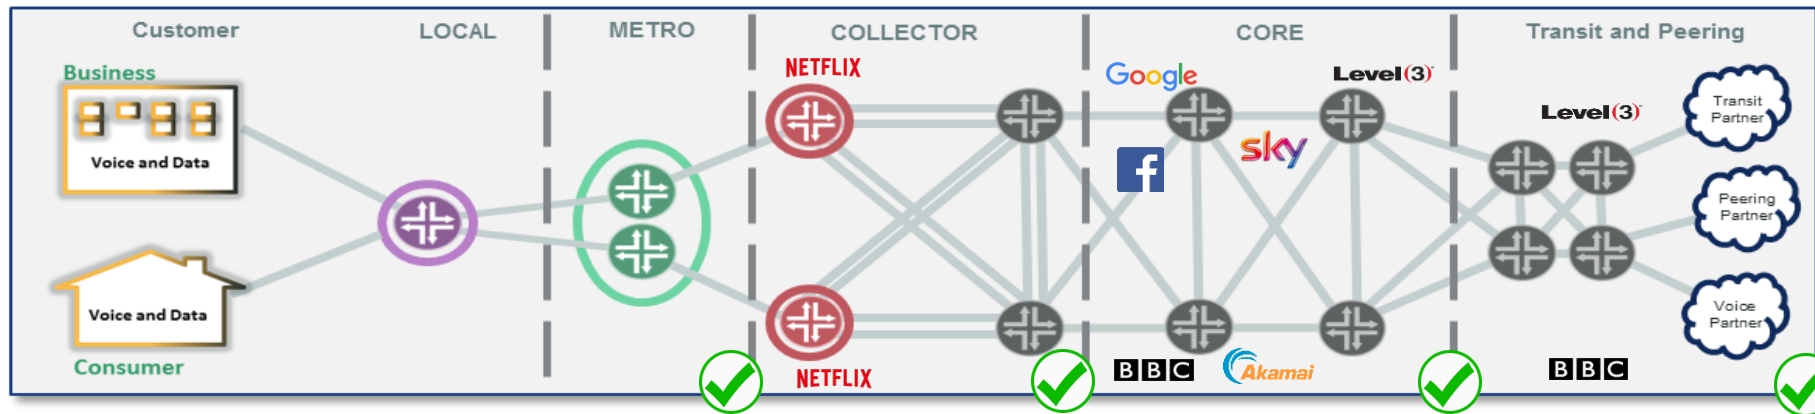 Customer
LOCAL
METRO
COLLECTOR
CORE
Transit and Peering
Business
Voice and Data
Voice and Data
Consumer
NETFLIX
NETFLIX
Google
Level(3)
sky
f
BBC
Akamai
Level(3)
BBC
Transit
Partner
Peering
Partner
Voice
Partner